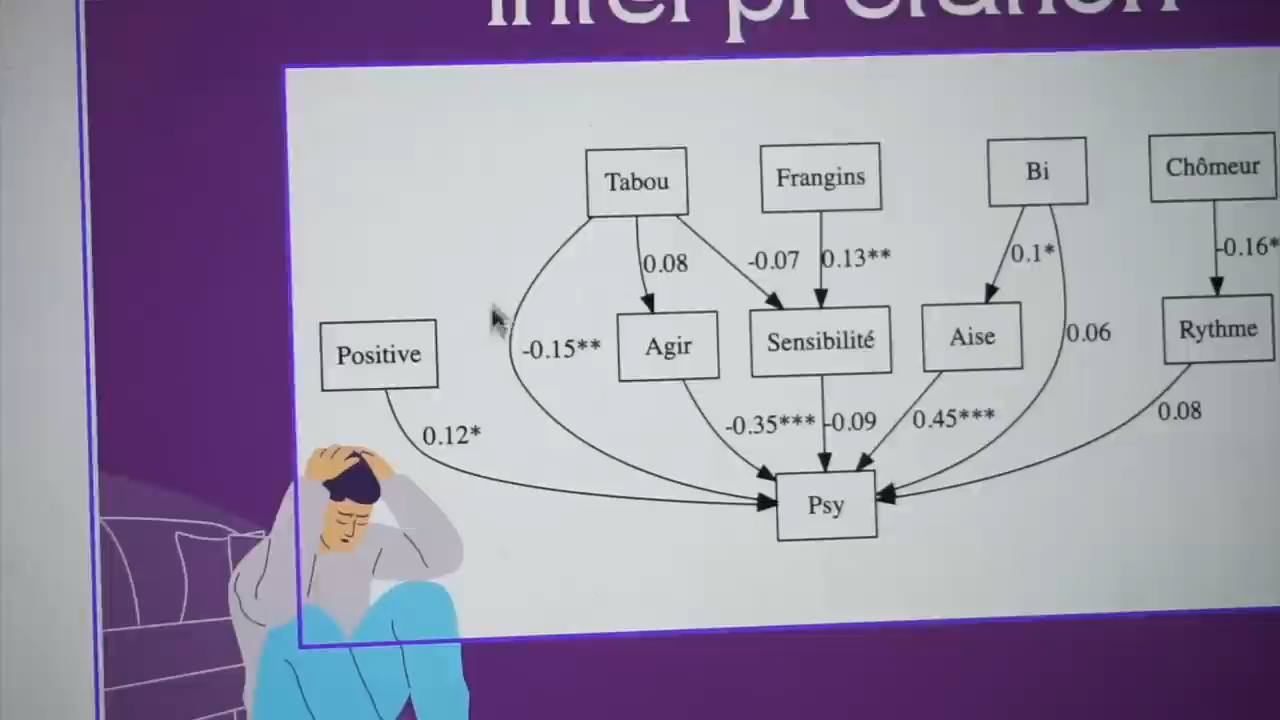 Interprétation
Tabou
Frangins
Bi
Chômeur
0.08
-0.07
0.13**
0.1*
-0.16*
Positive
-0.15**
Agir
Sensibilité
Aise
0.06
Rythme
0.12*
-0.35***
-0.09
0.45***
0.08
Psy